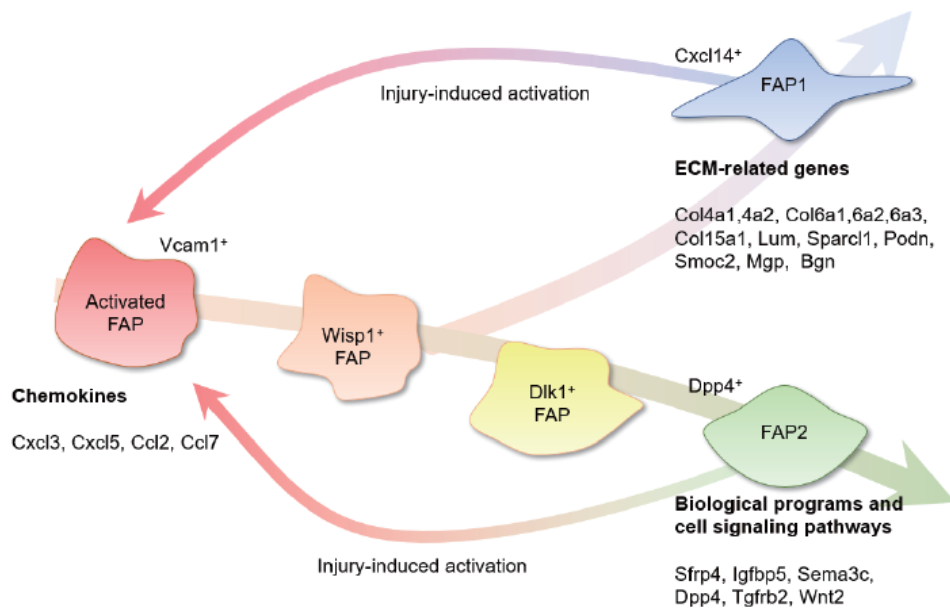 Cxcl14⁺
FAP1
Injury-induced activation
ECM-related genes
Col4a1,4a2, Col6a1,6a2,6a3,
Col15a1, Lum, Sparcl1, Podn,
Smoc2, Mgp, Bgn
Vcam1⁺
Activated
FAP
Wisp1⁺
FAP
Chemokines
Cxcl3, Cxcl5, Ccl2, Ccl7
Dlk1⁺
FAP
Dpp4⁺
FAP2
Biological programs and
cell signaling pathways
Injury-induced activation
Sfrp4, Igfbp5, Sema3c,
Dpp4, Tgfrb2, Wnt2